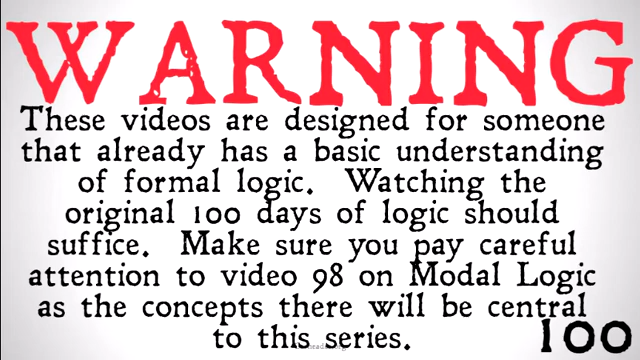 WARNING
These videos are designed for someone
that already has a basic understanding
of formal logic. Watching the
original 100 days of logic should
suffice. Make sure you pay careful
attention to video 98 on Modal Logic
as the concepts there will be central
to this series.
100